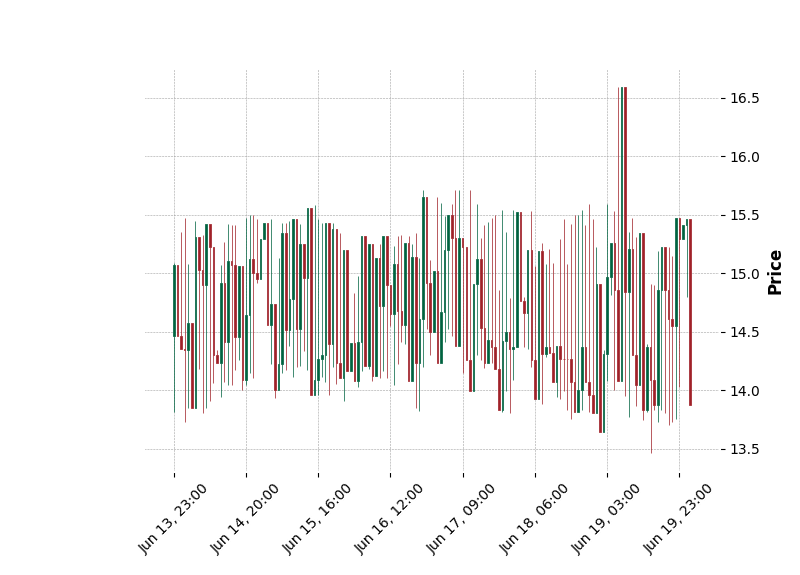 16.5
16.0
15.5
15.0
14.5
14.0
13.5
Price
Jun 13, 23:00
Jun 14, 20:00
Jun 15, 16:00
Jun 16, 12:00
Jun 17, 09:00
Jun 18, 06:00
Jun 19, 03:00
Jun 19, 23:00